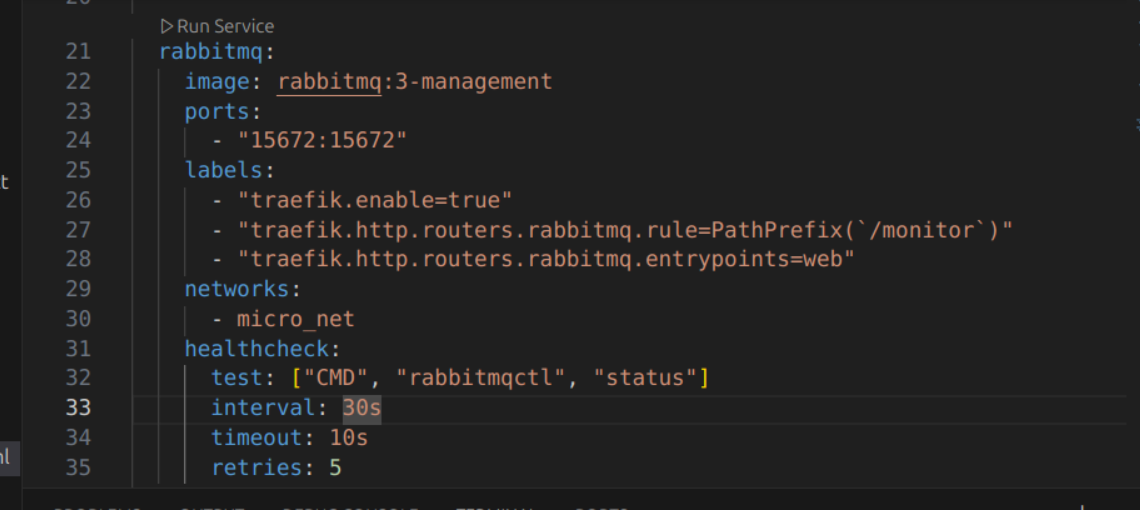 Run Service
21 rabbitmq:
22 image: rabbitmq:3-management
23 ports:
24 - "15672:15672"
25 labels:
26 - "traefik.enable=true"
27 - "traefik.http.routers.rabbitmq.rule=PathPrefix(`/monitor`)"
28 - "traefik.http.routers.rabbitmq.entrypoints=web"
29 networks:
30 - micro_net
31 healthcheck:
32 test: ["CMD", "rabbitmqctl", "status"]
33 interval: 30s
34 timeout: 10s
35 retries: 5